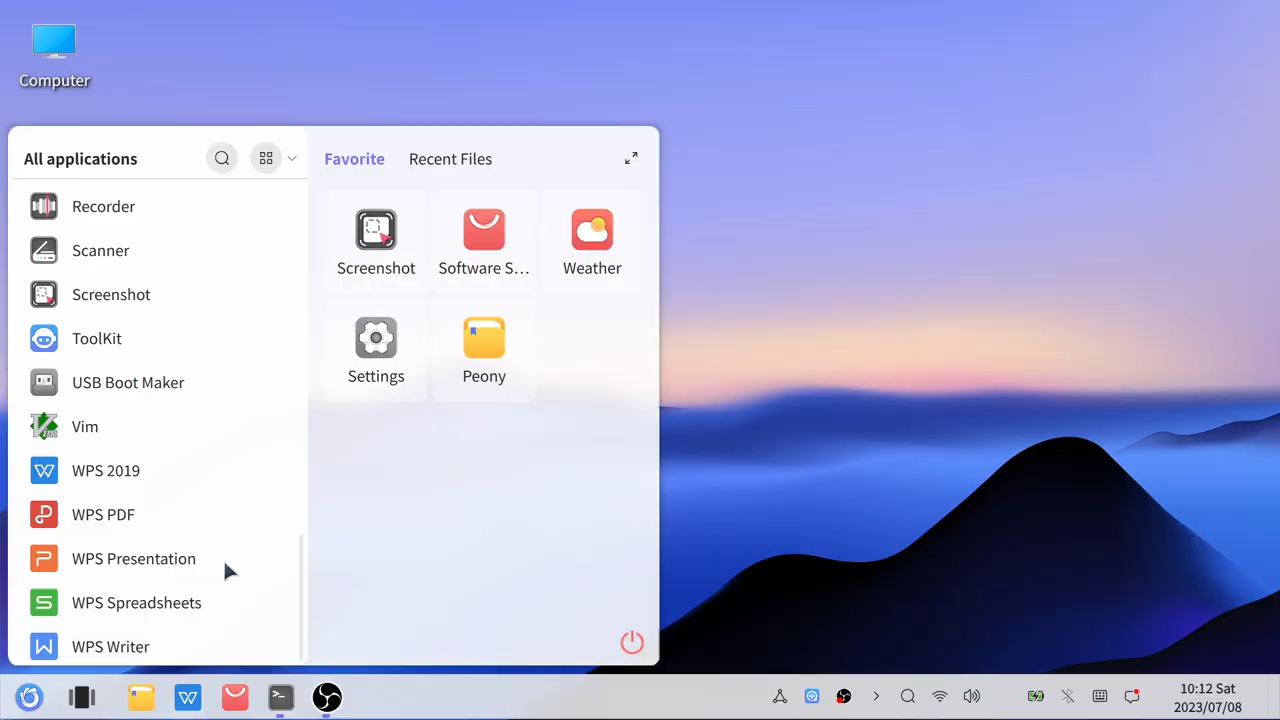 Computer
All applications
Favorite
Recent Files
Recorder
Scanner
Screenshot
ToolKit
USB Boot Maker
Vim
WPS 2019
WPS PDF
WPS Presentation
WPS Spreadsheets
WPS Writer
Screenshot
Software S...
Weather
Settings
Peony
10:12 Sat
2023/07/08